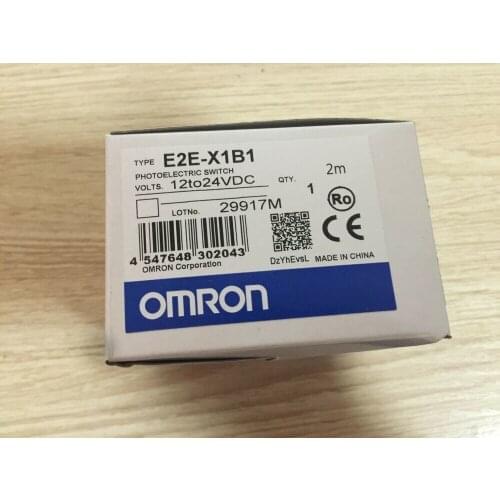 TYPE E2E-X1B1 2m
PHOTOELECTRIC SWITCH
VOLTS. 12to24VDC QTY. 1
LOTNo. 29917M
Ro
CE
4 547648 302043
DzYhEvsL MADE IN CHINA
OMRON Corporation
OMRON